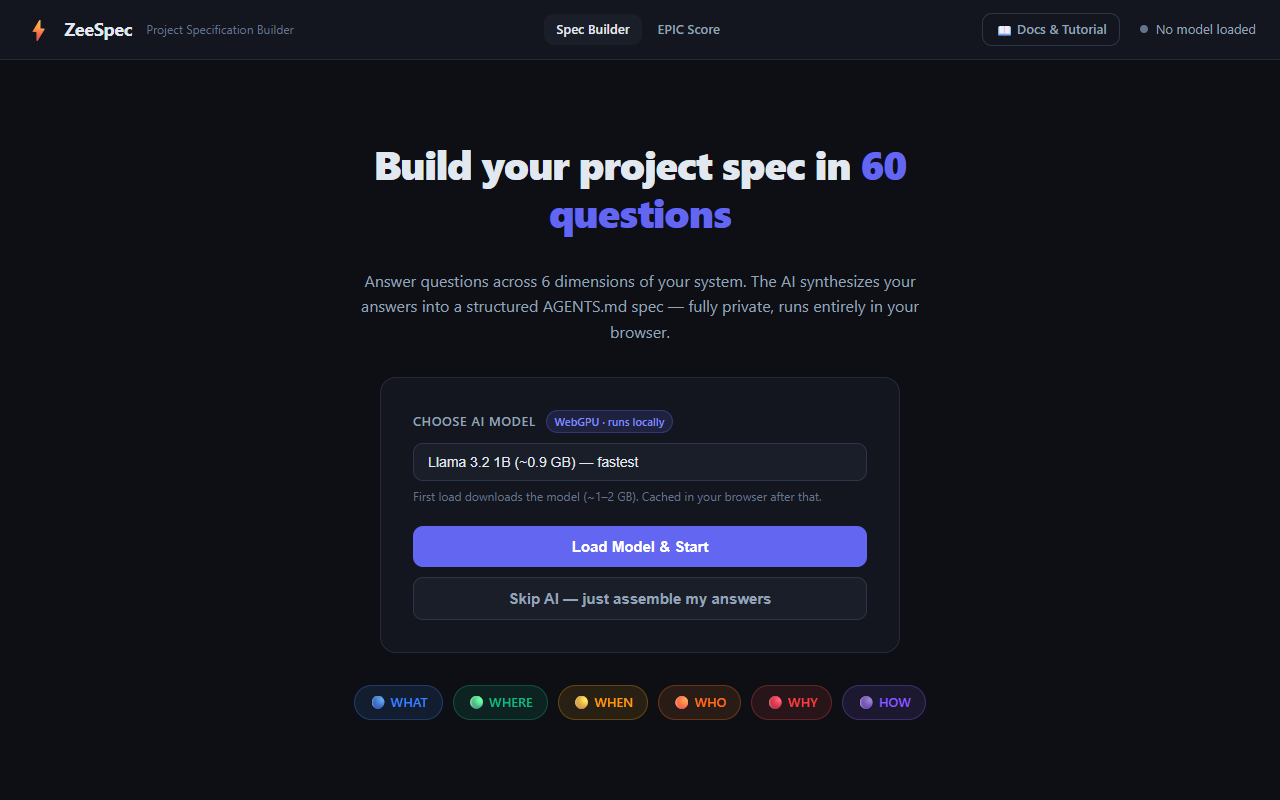 ZeeSpec Project Specification Builder Spec Builder EPIC Score Docs & Tutorial No model loaded
Build your project spec in 60
questions
Answer questions across 6 dimensions of your system. The AI synthesizes your
answers into a structured AGENTS.md spec — fully private, runs entirely in your
browser.
CHOOSE AI MODEL WebGPU · runs locally
Llama 3.2 1B (~0.9 GB) — fastest
First load downloads the model (~1–2 GB). Cached in your browser after that.
Load Model & Start
Skip AI — just assemble my answers
WHAT WHERE WHEN WHO WHY HOW